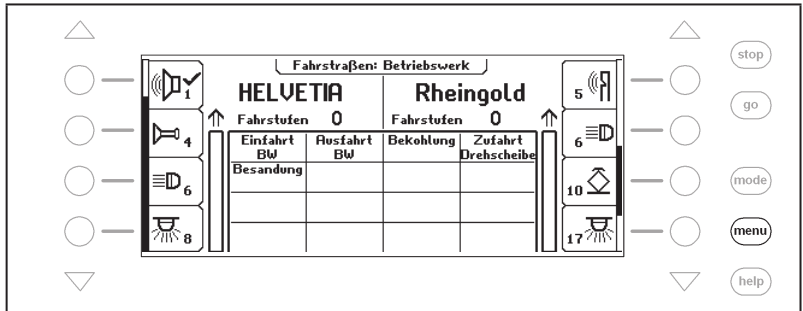 Fahrstraßen: Betriebswerk
HELVETIA
Rheingold
Fahrstufen 0
Fahrstufen 0
Einfahrt BW
Ausfahrt BW
Bekohlung
Zufahrt Drehscheibe
Besandung
1
4
6
8
5
6
10
17
stop
go
mode
menu
help